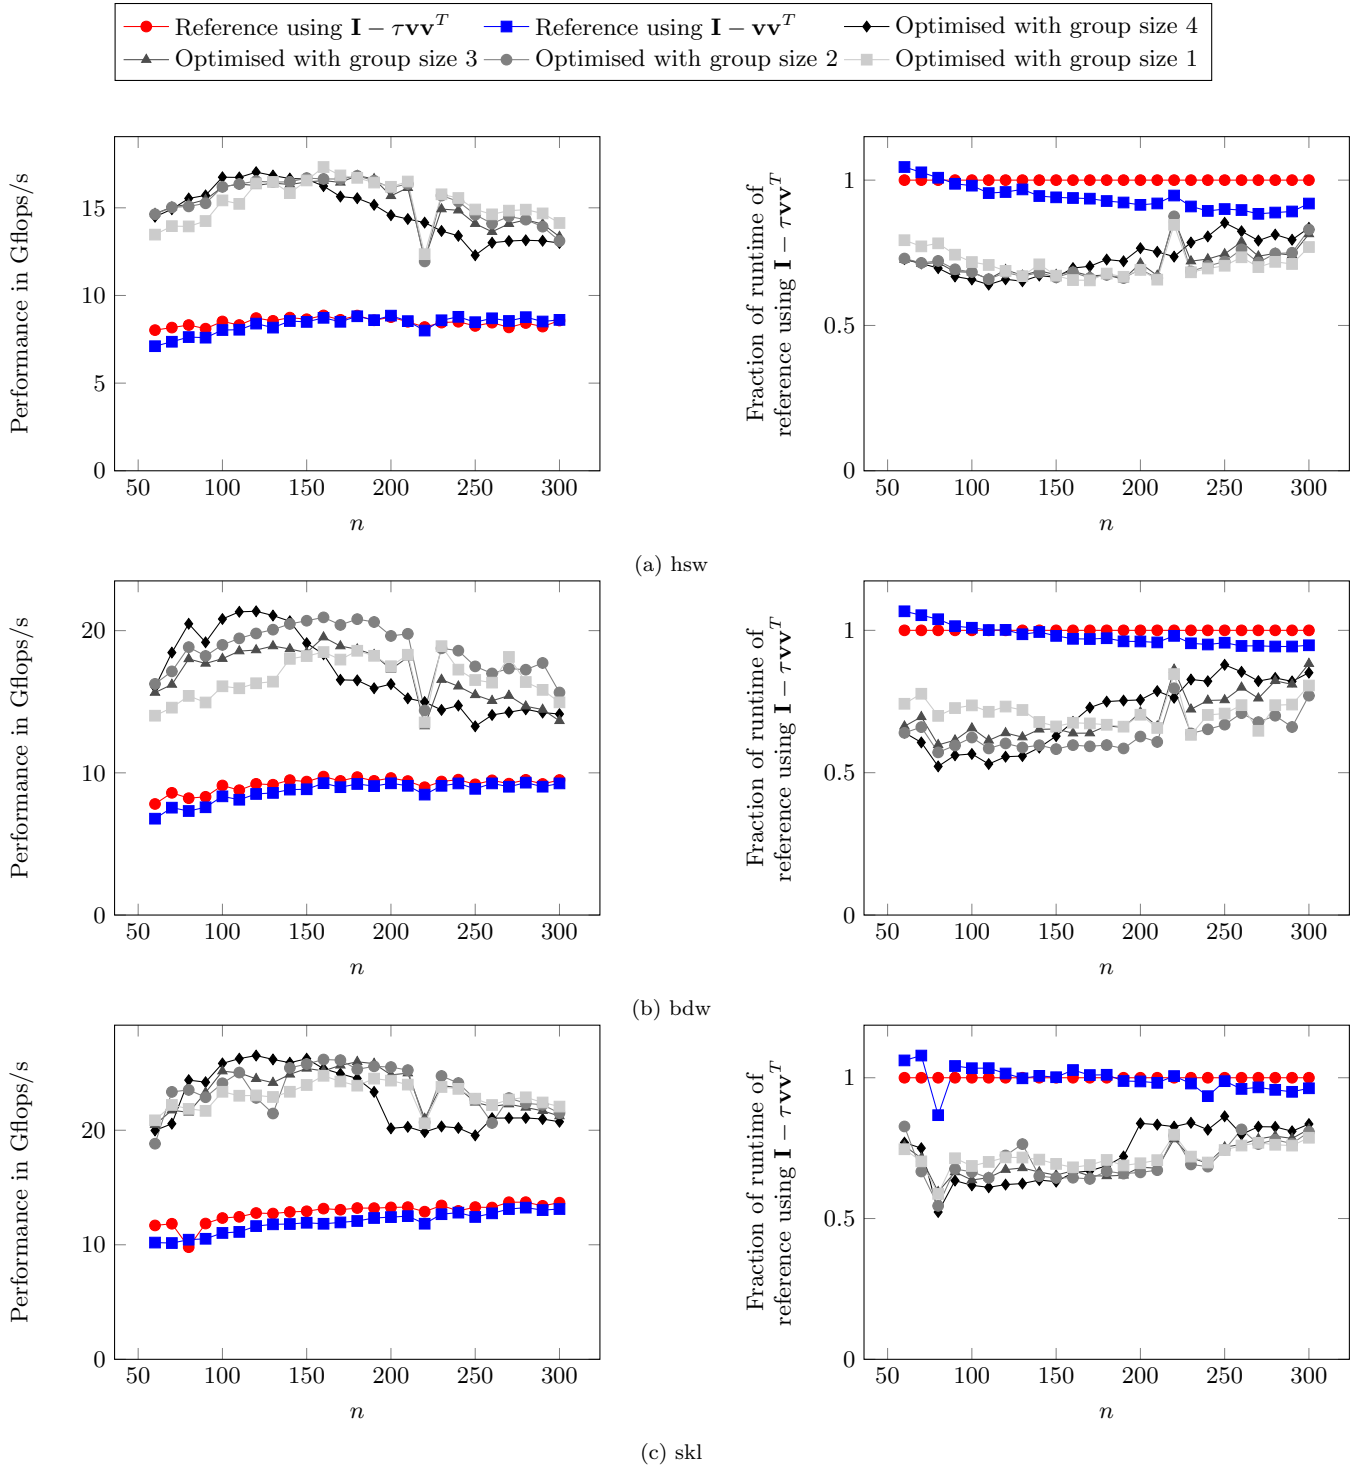 Reference using I − τvvᵀ Reference using I − vvᵀ Optimised with group size 4
Optimised with group size 3 Optimised with group size 2 Optimised with group size 1
Performance in Gflops/s
15
10
5
0
50 100 150 200 250 300
n
Fraction of runtime of
reference using I − τvvᵀ
1
0.5
0
50 100 150 200 250 300
n
(a) hsw
Performance in Gflops/s
20
10
0
50 100 150 200 250 300
n
Fraction of runtime of
reference using I − τvvᵀ
1
0.5
0
50 100 150 200 250 300
n
(b) bdw
Performance in Gflops/s
20
10
0
50 100 150 200 250 300
n
Fraction of runtime of
reference using I − τvvᵀ
1
0.5
0
50 100 150 200 250 300
n
(c) skl